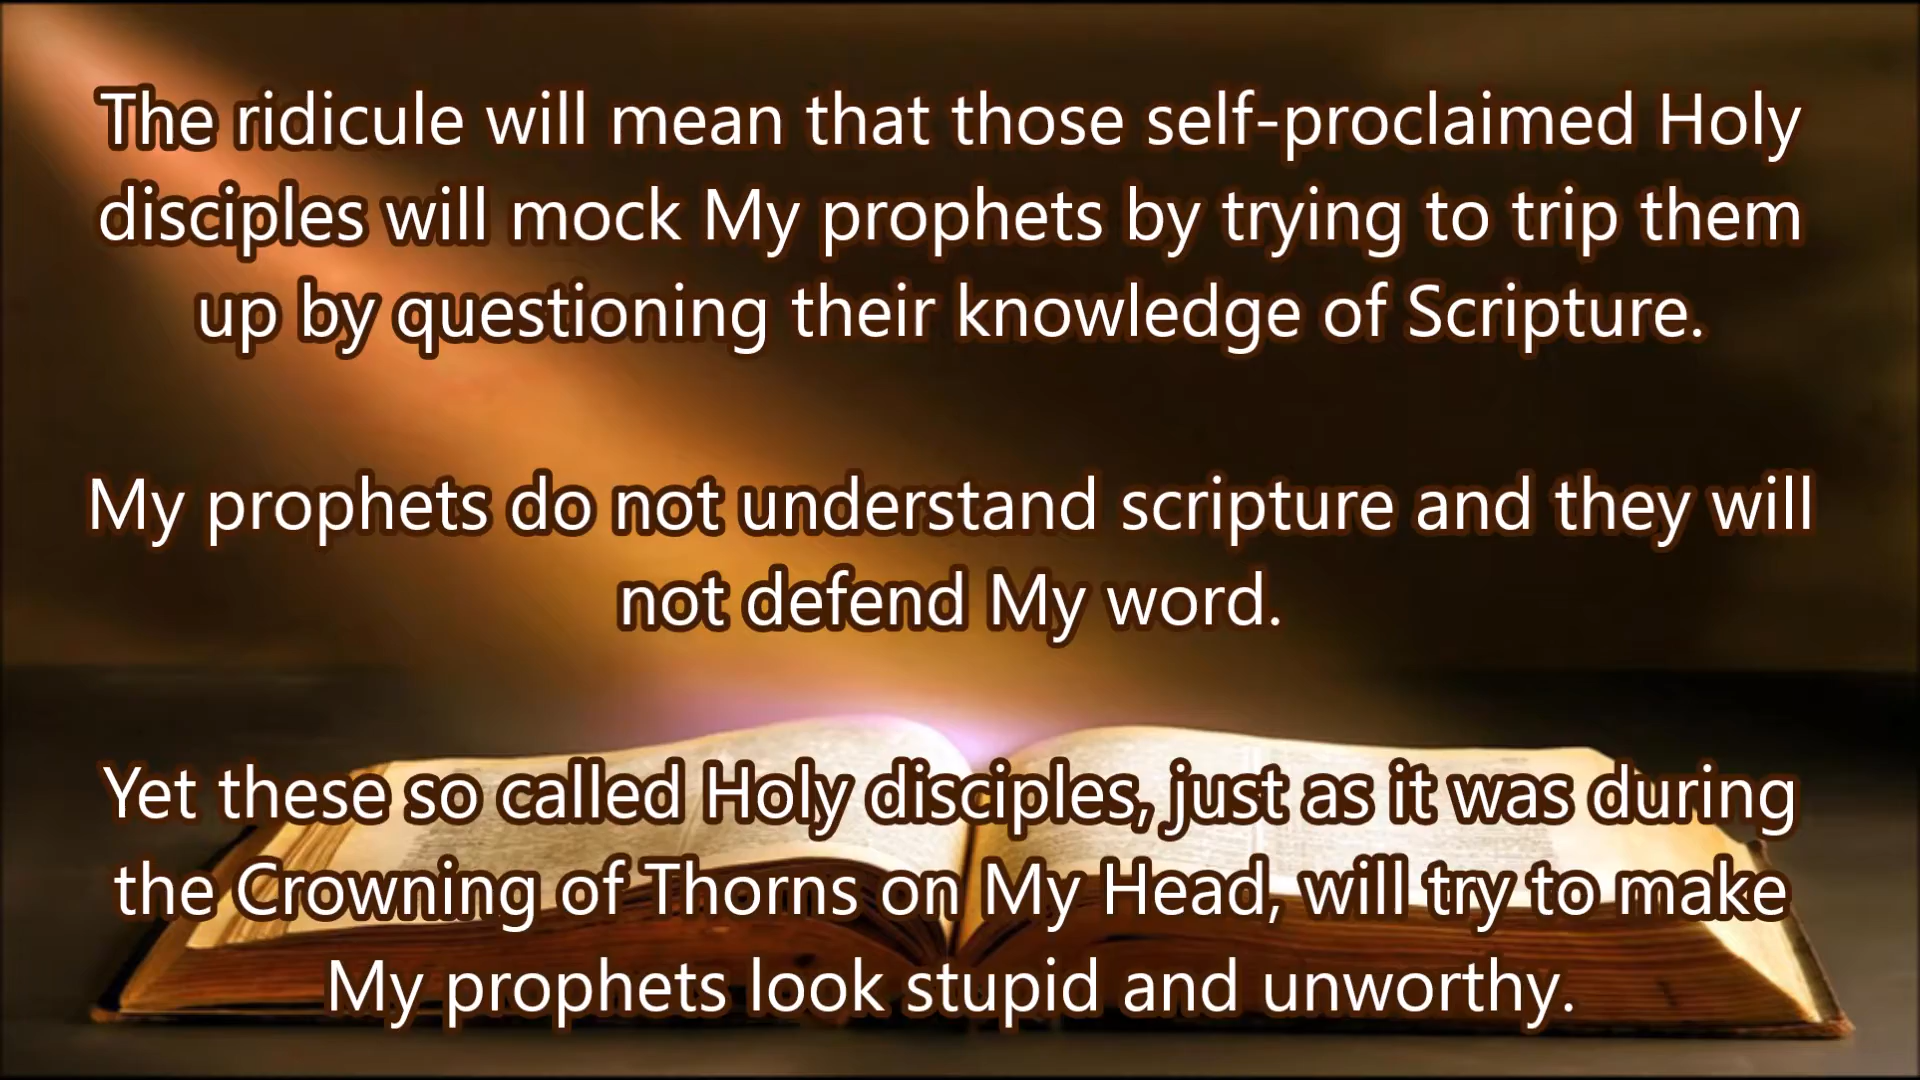 The ridicule will mean that those self-proclaimed Holy
disciples will mock My prophets by trying to trip them
up by questioning their knowledge of Scripture.
My prophets do not understand scripture and they will
not defend My word.
Yet these so called Holy disciples, just as it was during
the Crowning of Thorns on My Head, will try to make
My prophets look stupid and unworthy.